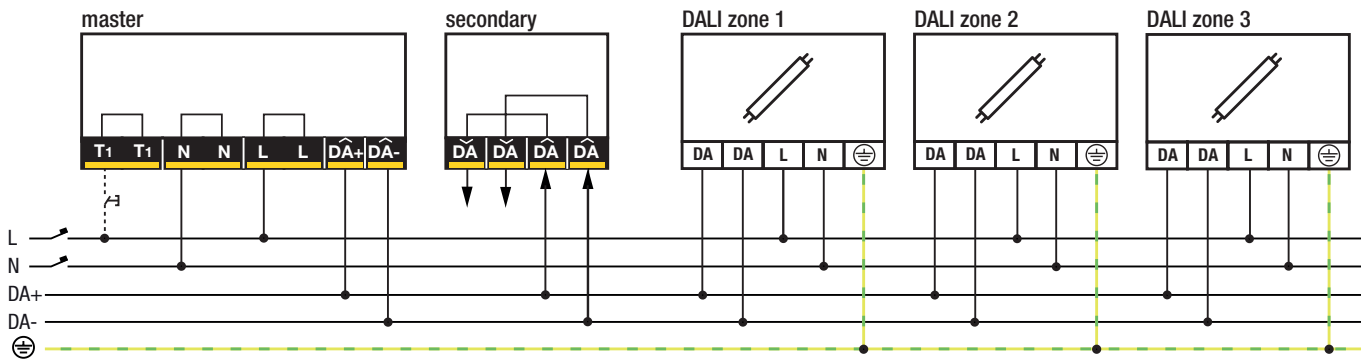 master secondary DALI zone 1 DALI zone 2 DALI zone 3
T1 T1 N N L L DA+ DA- DA DA DA DA DA DA L N DA DA L N DA DA L N
L
N
DA+
DA-